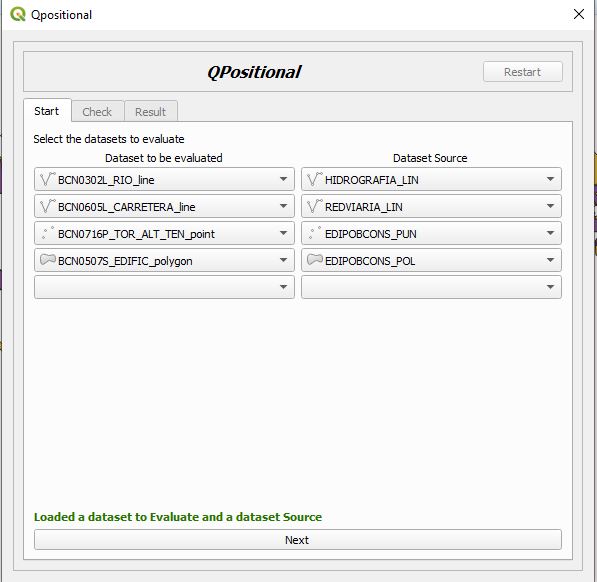 Qpositional
QPositional
Restart
Start Check Result
Select the datasets to evaluate
Dataset to be evaluated Dataset Source
BCN0302L_RIO_line HIDROGRAFIA_LIN
BCN0605L_CARRETERA_line REDVIARIA_LIN
BCN0716P_TOR_ALT_TEN_point EDIPOBCONS_PUN
BCN0507S_EDIFIC_polygon EDIPOBCONS_POL
Loaded a dataset to Evaluate and a dataset Source
Next